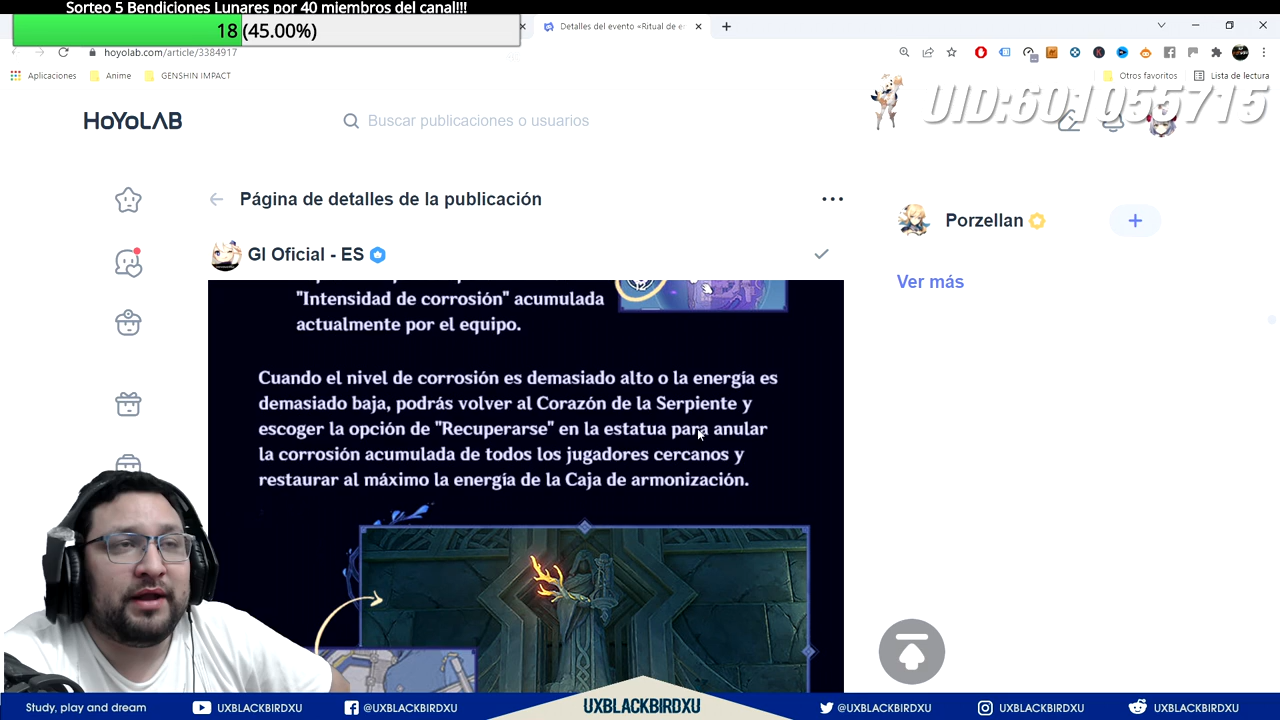 Sorteo 5 Bendiciones Lunares por 40 miembros del canal!!!
18 (45.00%)
Detalles del evento «Ritual de e
hoyolab.com/article/3384917
Aplicaciones
Anime
GENSHIN IMPACT
Otros favoritos
Lista de lectura
UID:601055715
HOYOLAB
Buscar publicaciones o usuarios
Página de detalles de la publicación
GI Oficial - ES
Porzellan
Ver más
"Intensidad de corrosión" acumulada
actualmente por el equipo.
Cuando el nivel de corrosión es demasiado alto o la energía es
demasiado baja, podrás volver al Corazón de la Serpiente y
escoger la opción de "Recuperarse" en la estatua para anular
la corrosión acumulada de todos los jugadores cercanos y
restaurar al máximo la energía de la Caja de armonización.
Study, play and dream
UXBLACKBIRDXU
@UXBLACKBIRDXU
UXBLACKBIRDXU
@UXBLACKBIRDXU
UXBLACKBIRDXU
UXBLACKBIRDXU